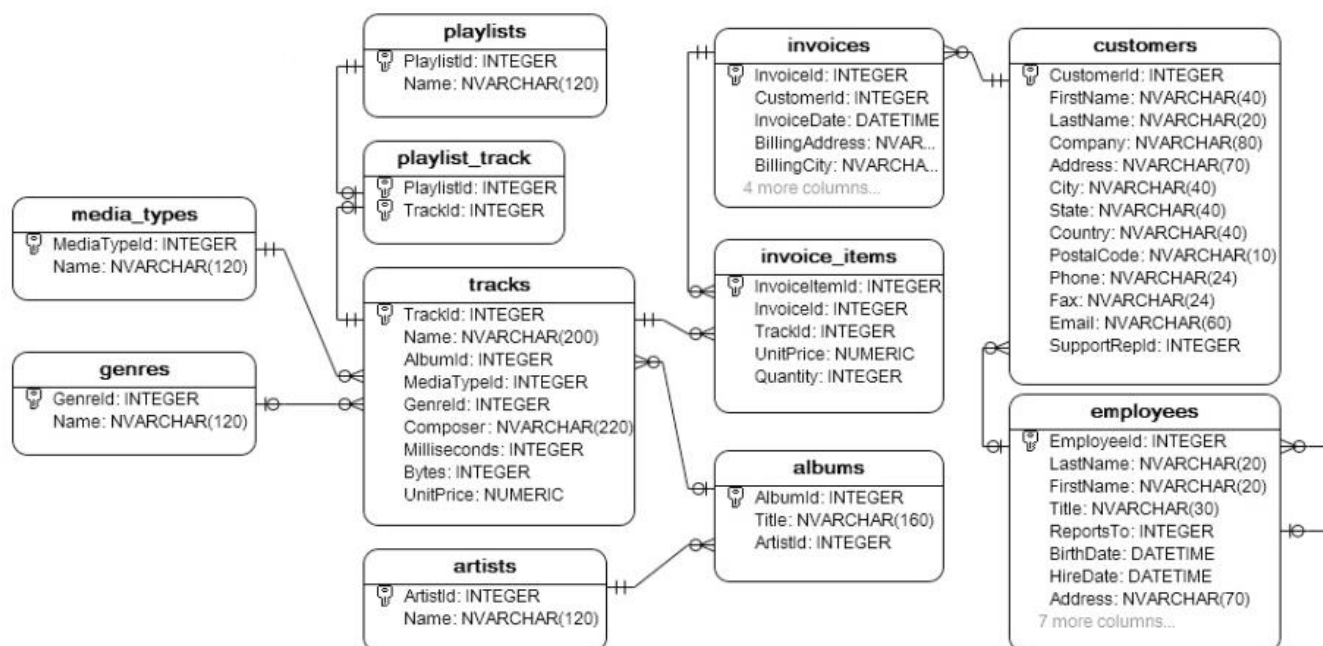 playlists
PlaylistId: INTEGER
Name: NVARCHAR(120)
playlist_track
PlaylistId: INTEGER
TrackId: INTEGER
media_types
MediaTypeId: INTEGER
Name: NVARCHAR(120)
genres
GenreId: INTEGER
Name: NVARCHAR(120)
tracks
TrackId: INTEGER
Name: NVARCHAR(200)
AlbumId: INTEGER
MediaTypeId: INTEGER
GenreId: INTEGER
Composer: NVARCHAR(220)
Milliseconds: INTEGER
Bytes: INTEGER
UnitPrice: NUMERIC
artists
ArtistId: INTEGER
Name: NVARCHAR(120)
invoices
InvoiceId: INTEGER
CustomerId: INTEGER
InvoiceDate: DATETIME
BillingAddress: NVAR...
BillingCity: NVARCHA...
4 more columns...
invoice_items
InvoiceItemId: INTEGER
InvoiceId: INTEGER
TrackId: INTEGER
UnitPrice: NUMERIC
Quantity: INTEGER
albums
AlbumId: INTEGER
Title: NVARCHAR(160)
ArtistId: INTEGER
customers
CustomerId: INTEGER
FirstName: NVARCHAR(40)
LastName: NVARCHAR(20)
Company: NVARCHAR(80)
Address: NVARCHAR(70)
City: NVARCHAR(40)
State: NVARCHAR(40)
Country: NVARCHAR(40)
PostalCode: NVARCHAR(10)
Phone: NVARCHAR(24)
Fax: NVARCHAR(24)
Email: NVARCHAR(60)
SupportRepId: INTEGER
employees
EmployeeId: INTEGER
LastName: NVARCHAR(20)
FirstName: NVARCHAR(20)
Title: NVARCHAR(30)
ReportsTo: INTEGER
BirthDate: DATETIME
HireDate: DATETIME
Address: NVARCHAR(70)
7 more columns...